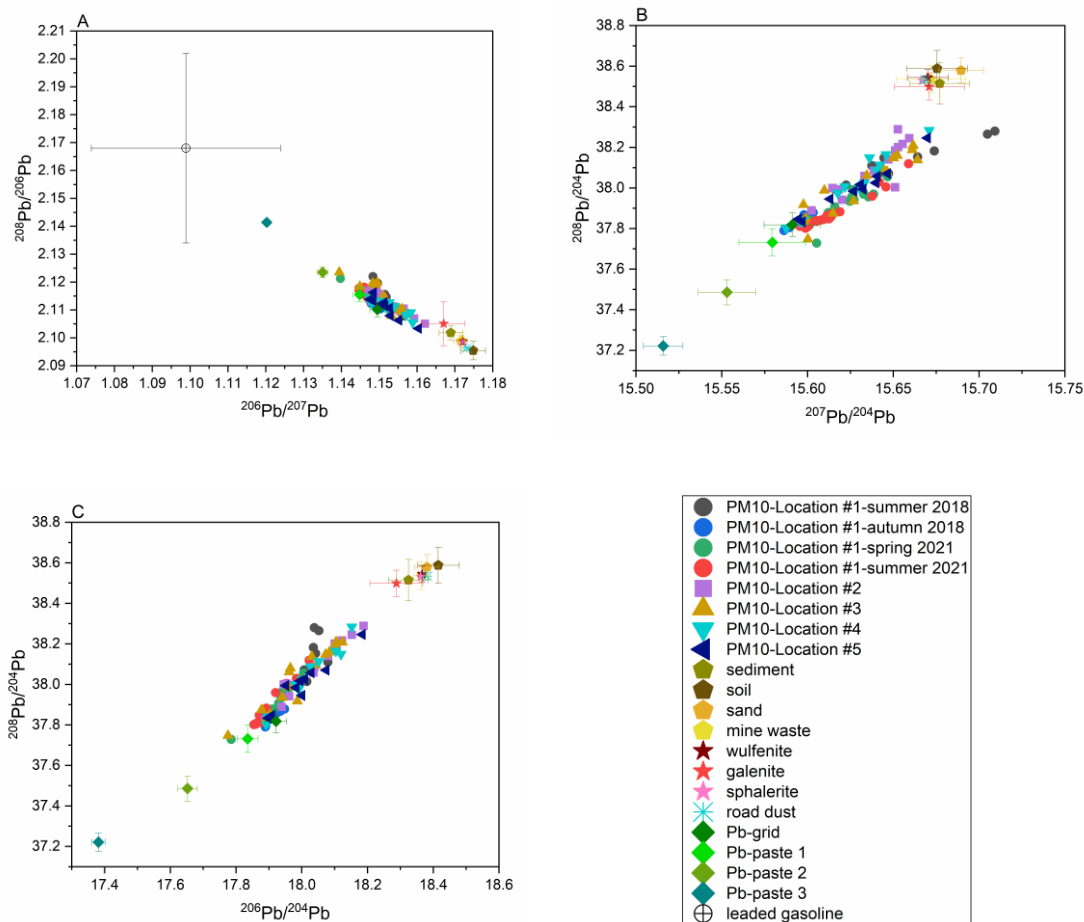 A
2.21
2.20
2.19
2.18
2.17
2.16
2.15
2.14
2.13
2.12
2.11
2.10
2.09
²⁰⁸Pb/²⁰⁶Pb
1.07 1.08 1.09 1.10 1.11 1.12 1.13 1.14 1.15 1.16 1.17 1.18
²⁰⁶Pb/²⁰⁷Pb
B
38.8
38.6
38.4
38.2
38.0
37.8
37.6
37.4
37.2
²⁰⁸Pb/²⁰⁴Pb
15.50 15.55 15.60 15.65 15.70 15.75
²⁰⁷Pb/²⁰⁴Pb
C
38.8
38.6
38.4
38.2
38.0
37.8
37.6
37.4
37.2
²⁰⁸Pb/²⁰⁴Pb
17.4 17.6 17.8 18.0 18.2 18.4 18.6
²⁰⁶Pb/²⁰⁴Pb
PM10-Location #1-summer 2018
PM10-Location #1-autumn 2018
PM10-Location #1-spring 2021
PM10-Location #1-summer 2021
PM10-Location #2
PM10-Location #3
PM10-Location #4
PM10-Location #5
sediment
soil
sand
mine waste
wulfenite
galenite
sphalerite
road dust
Pb-grid
Pb-paste 1
Pb-paste 2
Pb-paste 3
leaded gasoline